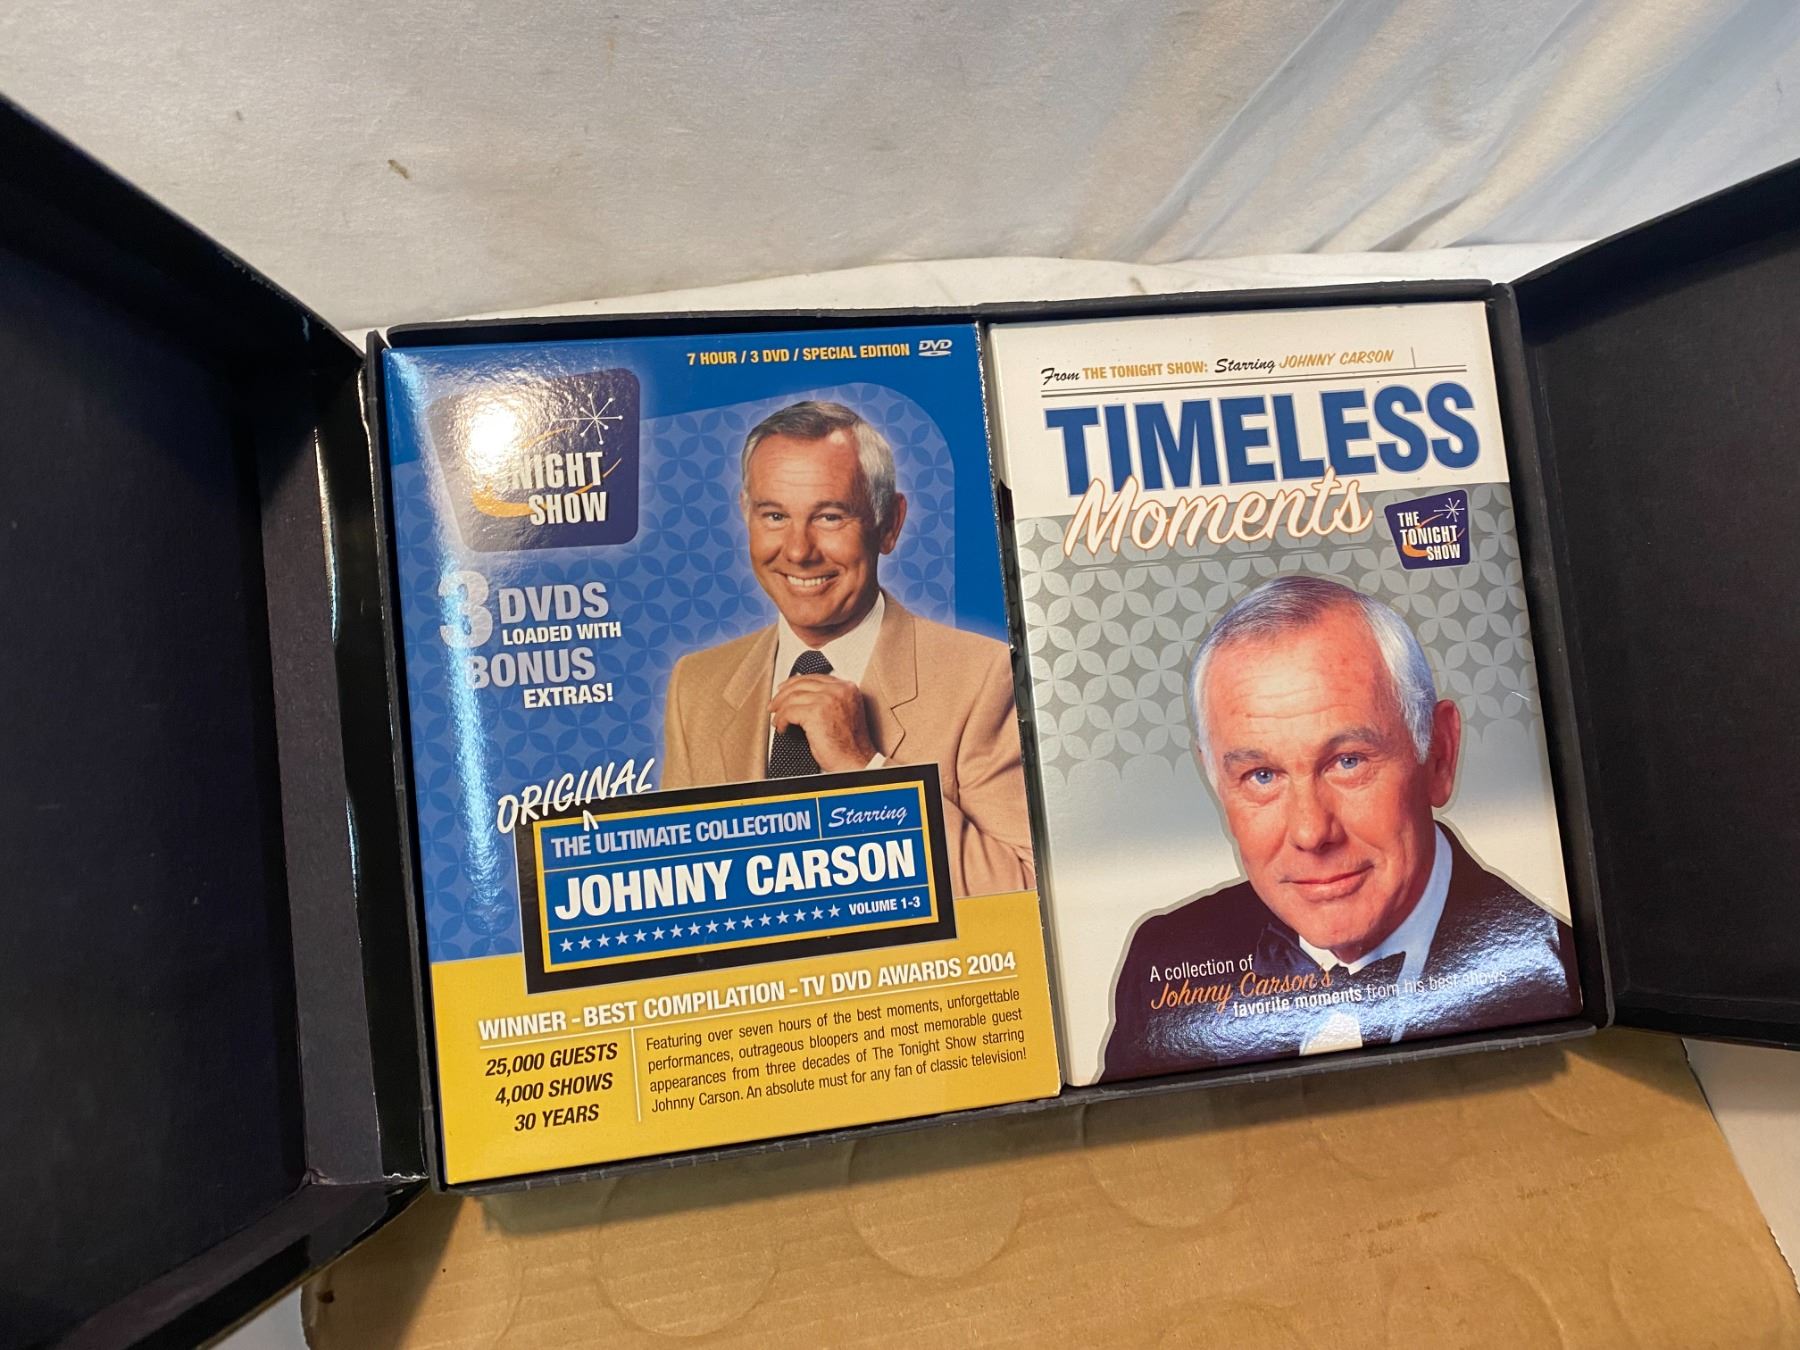 7 HOUR / 3 DVD / SPECIAL EDITION DVD
NIGHT
SHOW
3 DVDS
LOADED WITH
BONUS
EXTRAS!
ORIGINAL
THE ULTIMATE COLLECTION Starring
JOHNNY CARSON
VOLUME 1-3
WINNER - BEST COMPILATION - TV DVD AWARDS 2004
25,000 GUESTS
4,000 SHOWS
30 YEARS
Featuring over seven hours of the best moments, unforgettable
performances, outrageous bloopers and most memorable guest
appearances from three decades of The Tonight Show starring
Johnny Carson. An absolute must for any fan of classic television!
From THE TONIGHT SHOW: Starring JOHNNY CARSON
TIMELESS
Moments
THE
TONIGHT
SHOW
A collection of
Johnny Carson's
favorite moments from his best shows